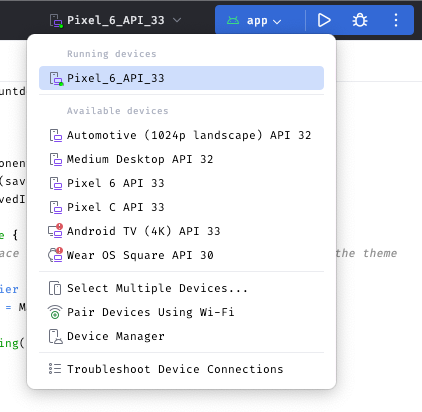 Pixel_6_API_33
app
Running devices
Pixel_6_API_33
Available devices
Automotive (1024p landscape) API 32
Medium Desktop API 32
Pixel 6 API 33
Pixel C API 33
Android TV (4K) API 33
Wear OS Square API 30
Select Multiple Devices...
Pair Devices Using Wi-Fi
Device Manager
Troubleshoot Device Connections
untd
onen
(sav
vedI
e {
ace
the theme
ier
= M
ing(